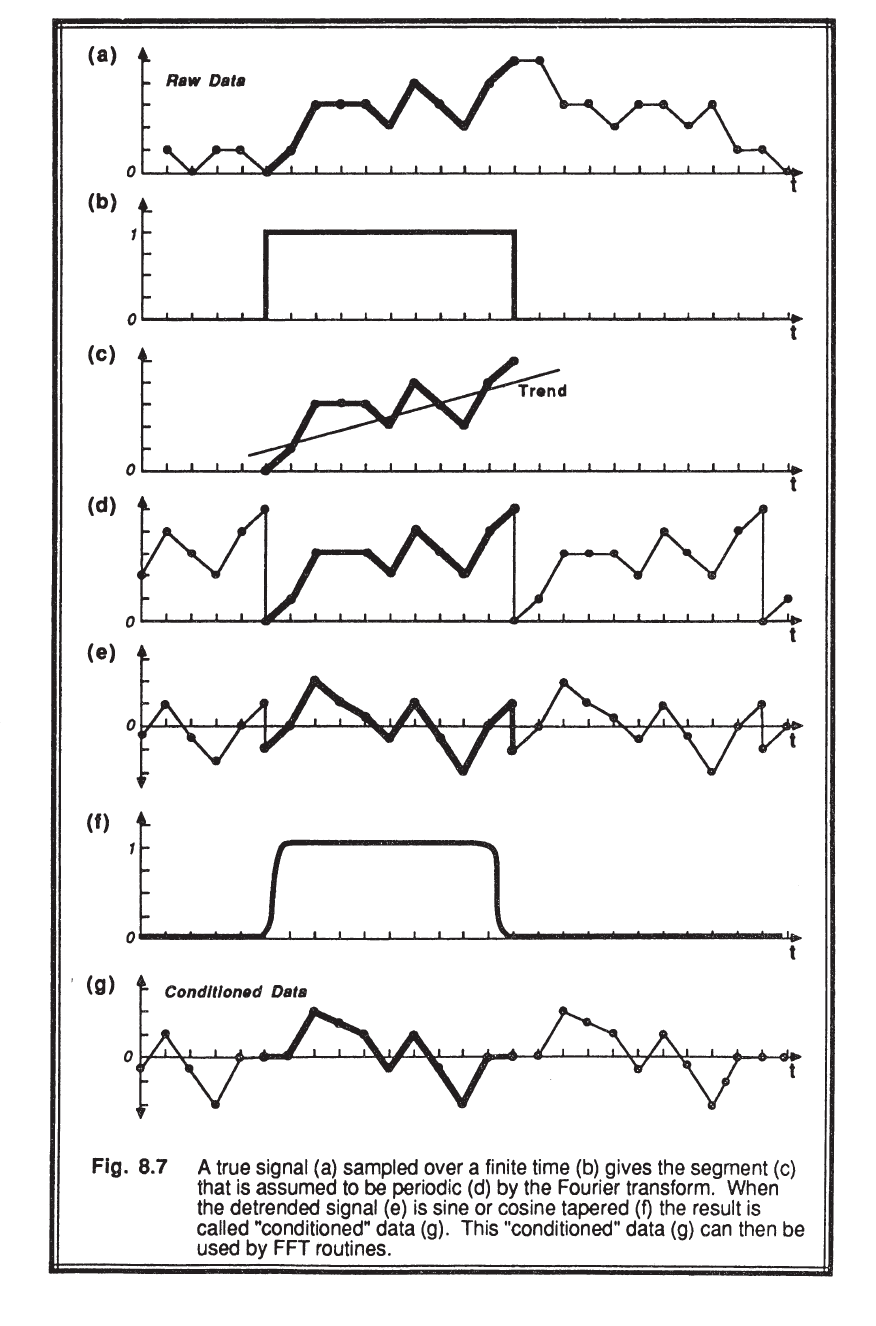 (a)
Raw Data
0
t
(b)
1
0
t
(c)
Trend
0
t
(d)
0
t
(e)
0
t
(f)
1
0
t
(g)
Conditioned Data
0
t
Fig. 8.7 A true signal (a) sampled over a finite time (b) gives the segment (c)
that is assumed to be periodic (d) by the Fourier transform. When
the detrended signal (e) is sine or cosine tapered (f) the result is
called "conditioned" data (g). This "conditioned" data (g) can then be
used by FFT routines.